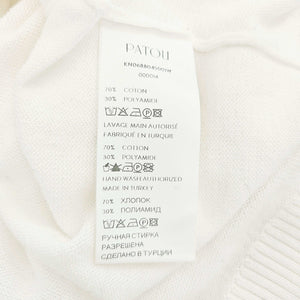 PATOU
000014
70% COTON
30% POLYAMIDE
LAVAGE MAIN AUTORISÉ
FABRIQUÉ EN TURQUIE
70% COTTON
30% POLYAMIDE
HAND WASH AUTHORIZED
MADE IN TURKEY
70% ХЛОПОК
30% ПОЛИАМИД
РУЧНАЯ СТИРКА
РАЗРЕШЕНА
СДЕЛАНО В ТУРЦИИ